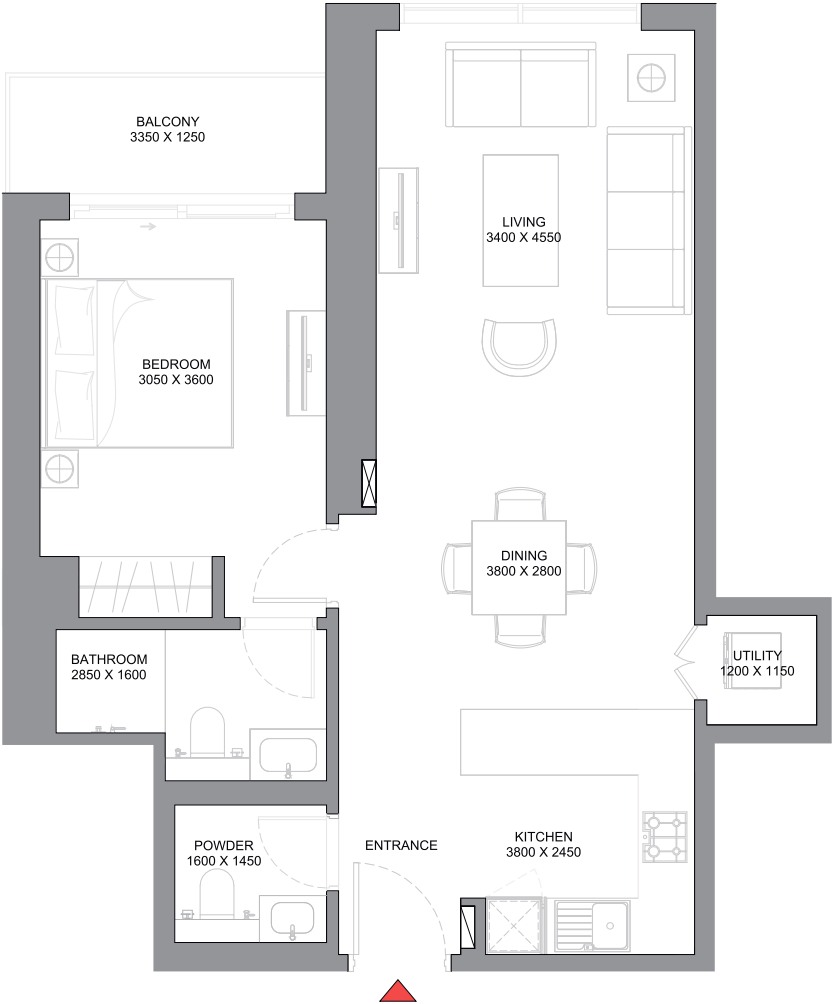 BALCONY
3350 X 1250
LIVING
3400 X 4550
BEDROOM
3050 X 3600
DINING
3800 X 2800
BATHROOM
2850 X 1600
UTILITY
1200 X 1150
POWDER
1600 X 1450
ENTRANCE
KITCHEN
3800 X 2450